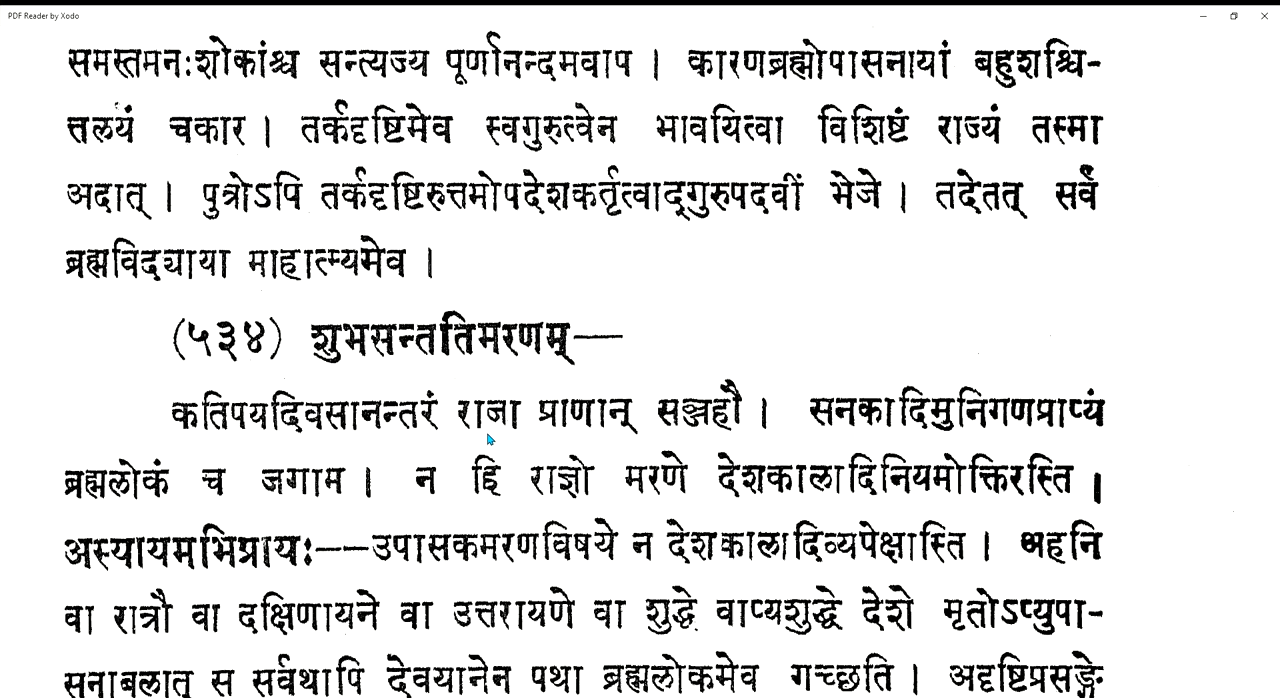 PDF Reader by Xodo
समस्तमनःशोकांश्च सन्त्यज्य पूर्णानन्दमवाप । कारणब्रह्मोपासनायां बहुशश्चि-
त्तलयं चकार । तर्कदृष्टिमेव स्वगुरुत्वेन भावयित्वा विशिष्टं राज्यं तस्मा
अदात् । पुत्रोऽपि तर्कदृष्टिरुत्तमोपदेशकर्तृत्वाद्गुरुपदवीं भेजे । तदेतत् सर्वं
ब्रह्मविद्याया माहात्म्यमेव ।
(५३४) शुभसन्ततिमरणम्—
कतिपयदिवसानन्तरं राजा प्राणान् सञ्जहौ । सनकादिमुनिगणप्राप्यं
ब्रह्मलोकं च जगाम । न हि राज्ञो मरणे देशकालादिनियमोक्तिरस्ति ।
अस्यायमभिप्रायः——उपासकमरणविषये न देशकालादिव्यपेक्षास्ति । अहनि
वा रात्रौ वा दक्षिणायने वा उत्तरायणे वा शुद्धे वाप्यशुद्धे देशे मृतोऽप्युपा-
सनाबलात् स सर्वथापि देवयानेन पथा ब्रह्मलोकमेव गच्छति । अदृष्टिप्रसङ्गे